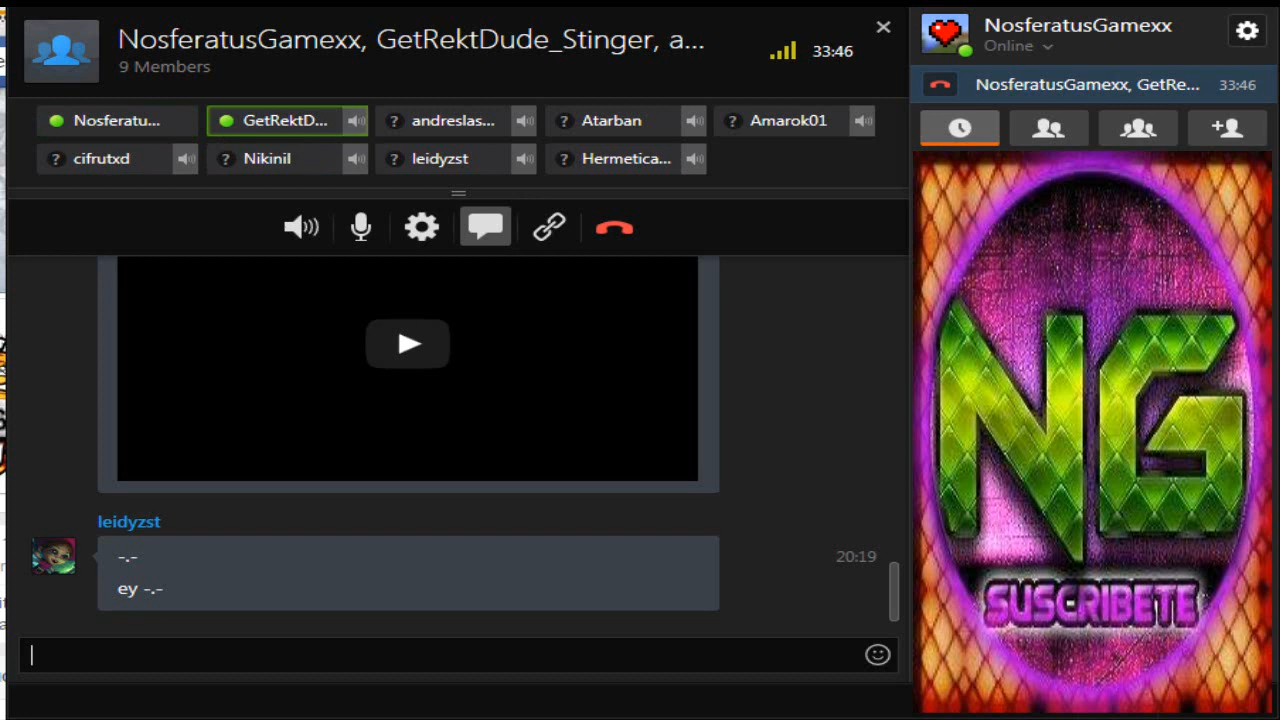 NosferatusGamexx, GetRektDude_Stinger, a...
9 Members
33:46
Nosferatu...
GetRektD...
andreslas...
Atarban
Amarok01
cifrutxd
Nikinil
leidyzst
Hermetica...
leidyzst
-.-
20:19
ey -.-
NosferatusGamexx
Online
NosferatusGamexx, GetRe...
33:46
NG
SUSCRIBETE